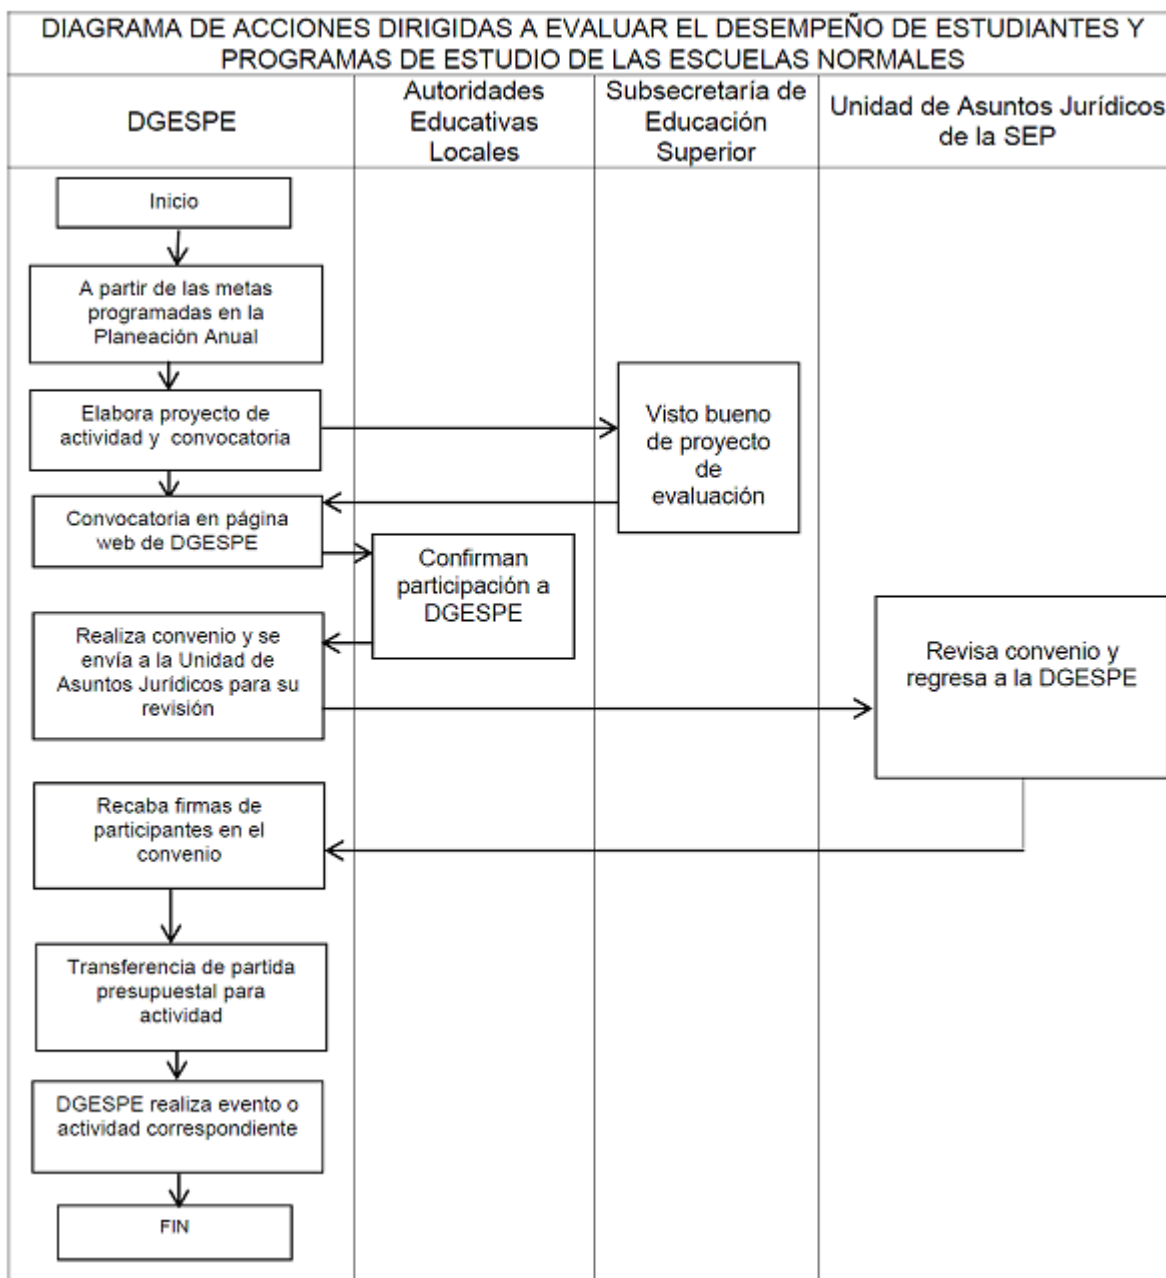 DIAGRAMA DE ACCIONES DIRIGIDAS A EVALUAR EL DESEMPEÑO DE ESTUDIANTES Y
PROGRAMAS DE ESTUDIO DE LAS ESCUELAS NORMALES
DGESPE
Autoridades
Educativas
Locales
Subsecretaría de
Educación
Superior
Unidad de Asuntos Jurídicos
de la SEP
Inicio
A partir de las metas
programadas en la
Planeación Anual
Elabora proyecto de
actividad y convocatoria
Visto bueno
de proyecto
de
evaluación
Convocatoria en página
web de DGESPE
Confirman
participación a
DGESPE
Realiza convenio y se
envía a la Unidad de
Asuntos Jurídicos para su
revisión
Revisa convenio y
regresa a la DGESPE
Recaba firmas de
participantes en el
convenio
Transferencia de partida
presupuestal para
actividad
DGESPE realiza evento o
actividad correspondiente
FIN